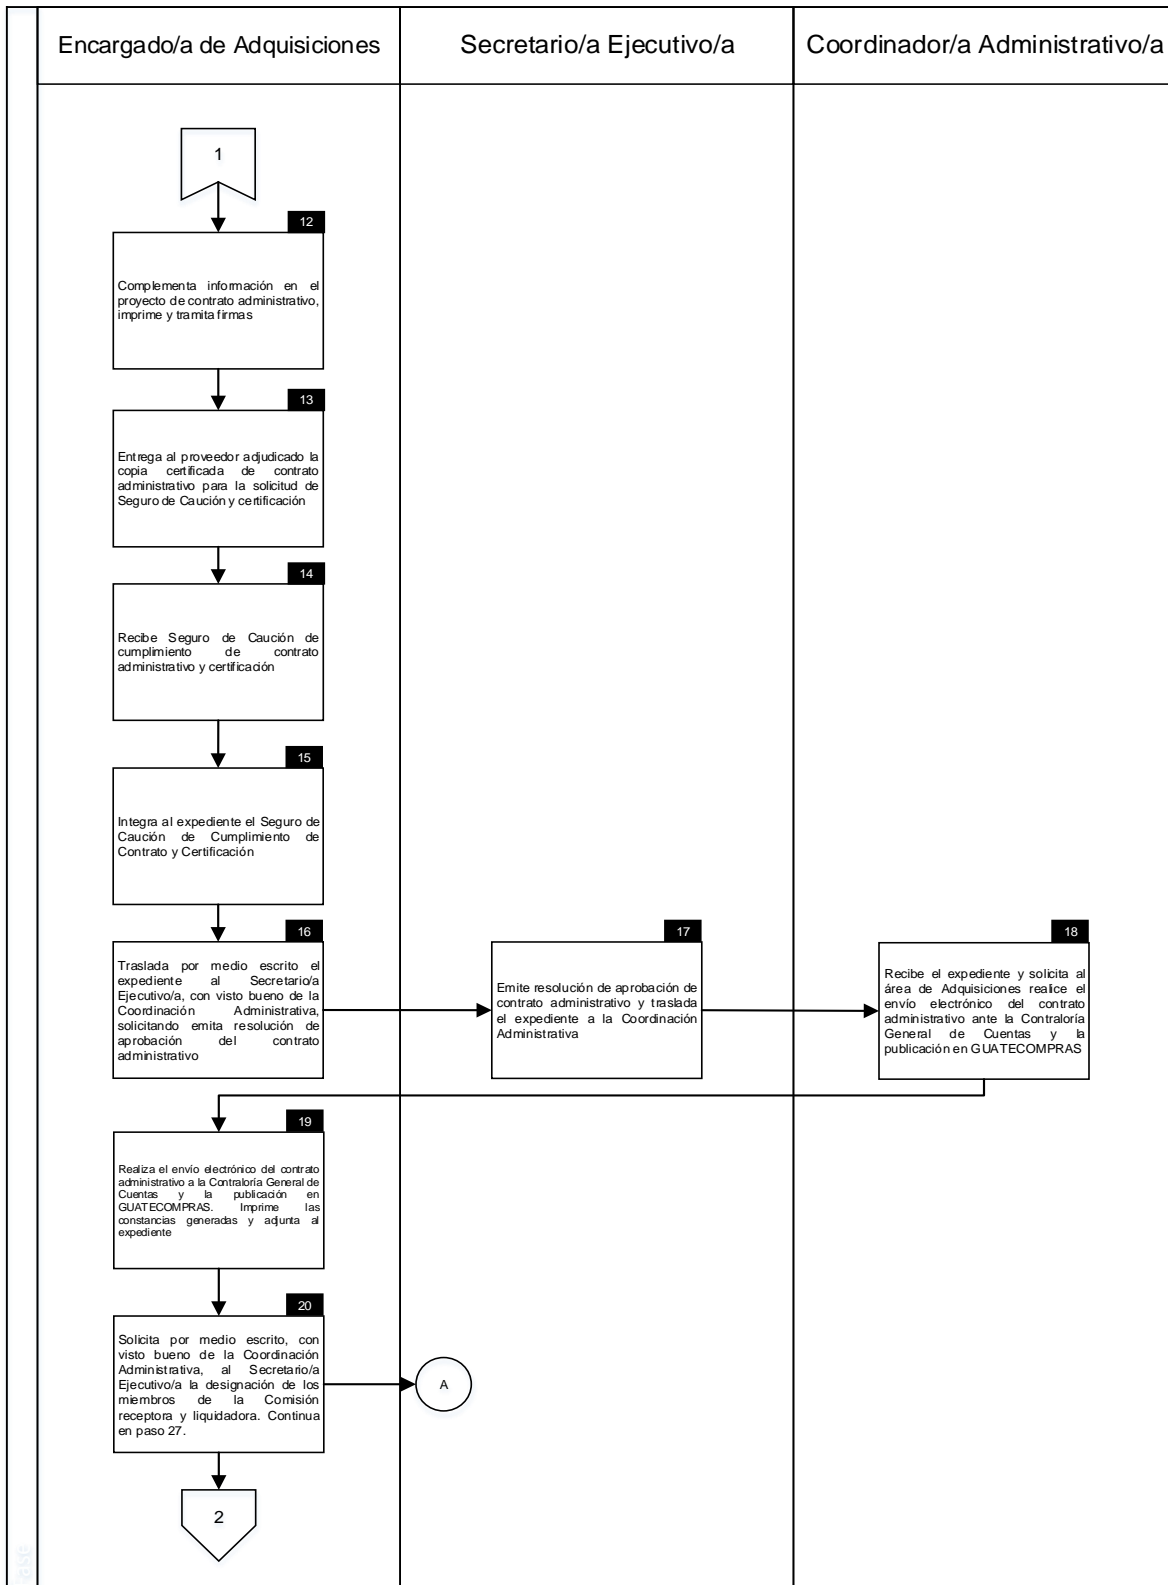 Encargado/a de Adquisiciones
Secretario/a Ejecutivo/a
Coordinador/a Administrativo/a
1
12
Complementa información en el
proyecto de contrato administrativo,
imprime y tramita firmas
13
Entrega al proveedor adjudicado la
copia certificada de contrato
administrativo para la solicitud de
Seguro de Caución y certificación
14
Recibe Seguro de Caución de
cumplimiento de contrato
administrativo y certificación
15
Integra al expediente el Seguro de
Caución de Cumplimiento de
Contrato y Certificación
16
Traslada por medio escrito el
expediente al Secretario/a
Ejecutivo/a, con visto bueno de la
Coordinación Administrativa,
solicitando emita resolución de
aprobación del contrato
administrativo
17
Emite resolución de aprobación de
contrato administrativo y traslada
el expediente a la Coordinación
Administrativa
18
Recibe el expediente y solicita al
área de Adquisiciones realice el
envío electrónico del contrato
administrativo ante la Contraloría
General de Cuentas y la
publicación en GUATECOMPRAS
19
Realiza el envío electrónico del contrato
administrativo a la Contraloría General de
Cuentas y la publicación en
GUATECOMPRAS. Imprime las
constancias generadas y adjunta al
expediente
20
Solicita por medio escrito, con
visto bueno de la Coordinación
Administrativa, al Secretario/a
Ejecutivo/a la designación de los
miembros de la Comisión
receptora y liquidadora. Continua
en paso 27.
A
2
Fase